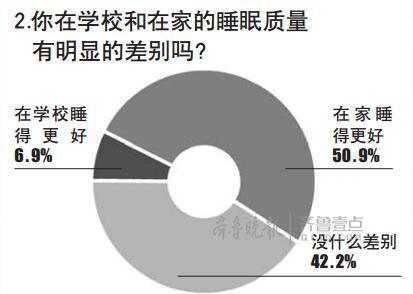 2.你在学校和在家的睡眠质量
有明显的差别吗?
在学校睡
得更好
6.9%
在家睡
得更好
50.9%
齐鲁晚报 齐鲁壹点
没什么差别
42.2%